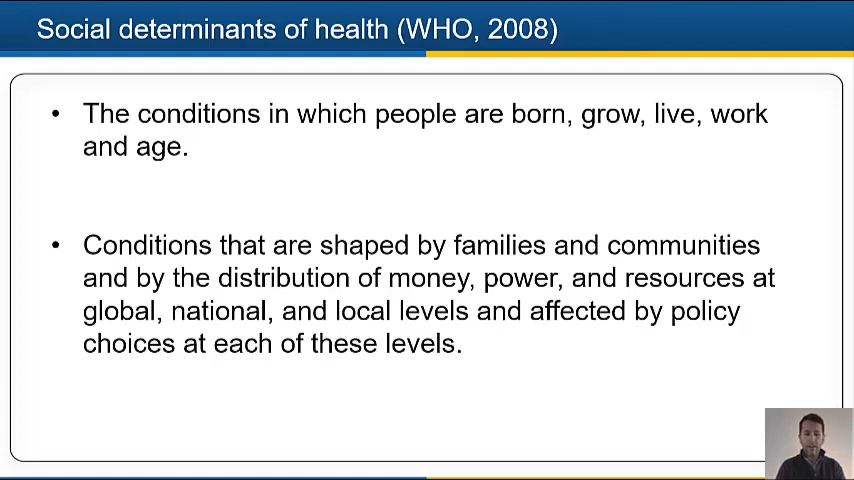 Social determinants of health (WHO, 2008)
• The conditions in which people are born, grow, live, work
and age.
• Conditions that are shaped by families and communities
and by the distribution of money, power, and resources at
global, national, and local levels and affected by policy
choices at each of these levels.